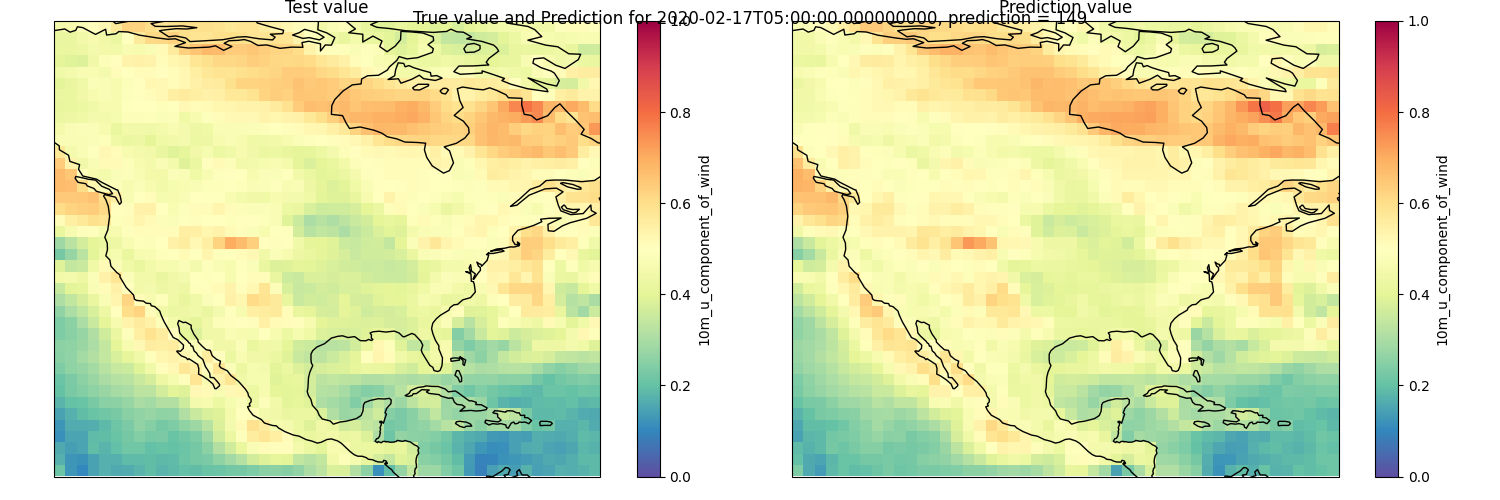 Test value
Prediction value
True value and Prediction for 2020-02-17T05:00:00.000000000, prediction = 149
1.0
0.8
0.6
0.4
0.2
0.0
10m_u_component_of_wind
1.0
0.8
0.6
0.4
0.2
0.0
10m_u_component_of_wind